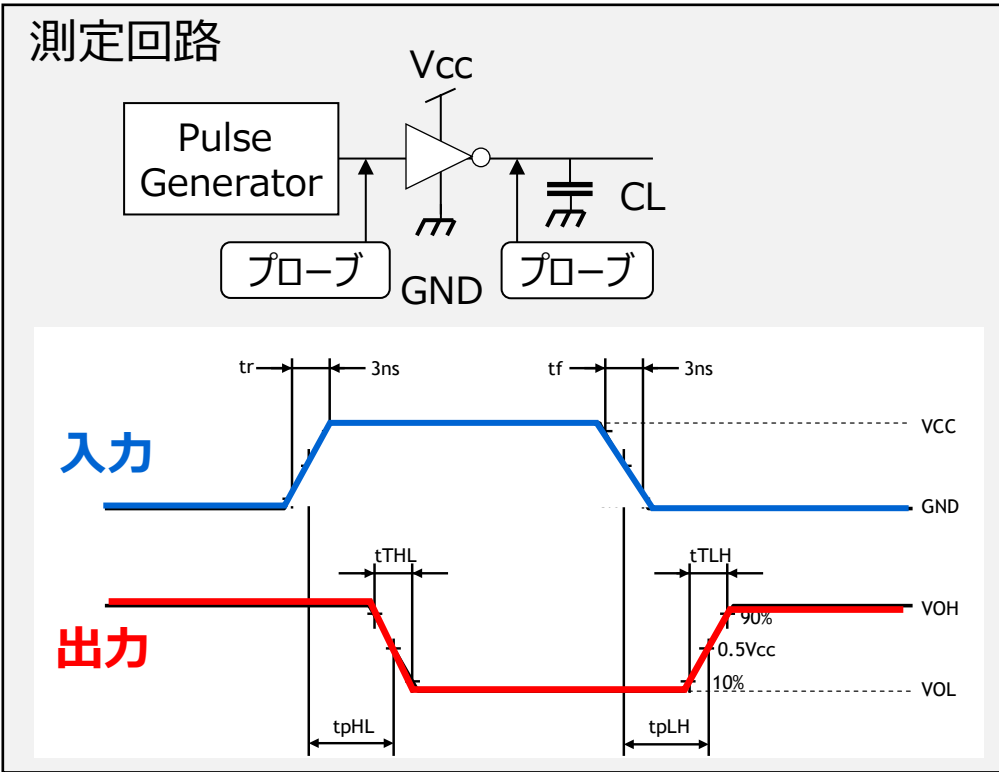 測定回路
Vcc
Pulse
Generator
CL
プローブ
GND
プローブ
tr
3ns
tf
3ns
入力
VCC
GND
tTHL
tTLH
出力
VOH
90%
0.5Vcc
10%
VOL
tpHL
tpLH